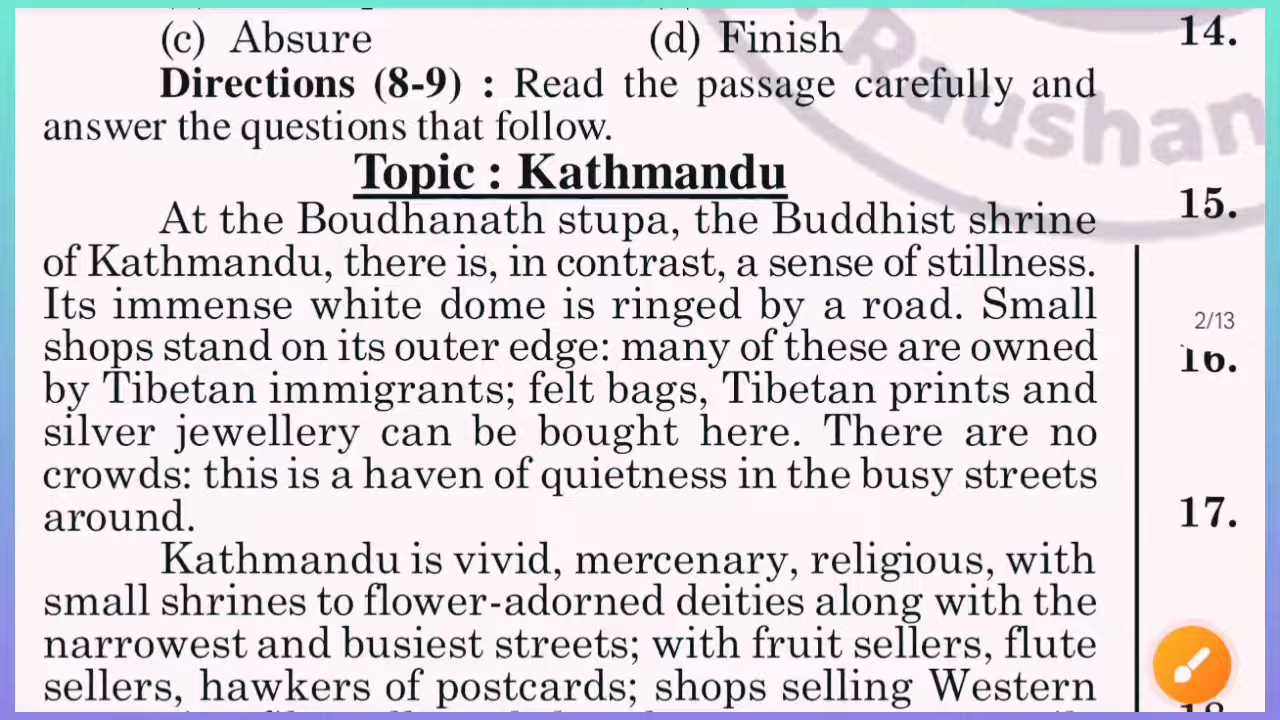 (c) Absure (d) Finish
Directions (8-9) : Read the passage carefully and
answer the questions that follow.
Topic : Kathmandu
At the Boudhanath stupa, the Buddhist shrine
of Kathmandu, there is, in contrast, a sense of stillness.
Its immense white dome is ringed by a road. Small
shops stand on its outer edge: many of these are owned
by Tibetan immigrants; felt bags, Tibetan prints and
silver jewellery can be bought here. There are no
crowds: this is a haven of quietness in the busy streets
around.
Kathmandu is vivid, mercenary, religious, with
small shrines to flower-adorned deities along with the
narrowest and busiest streets; with fruit sellers, flute
sellers, hawkers of postcards; shops selling Western
14.
15.
2/13
16.
17.
18
Raushan